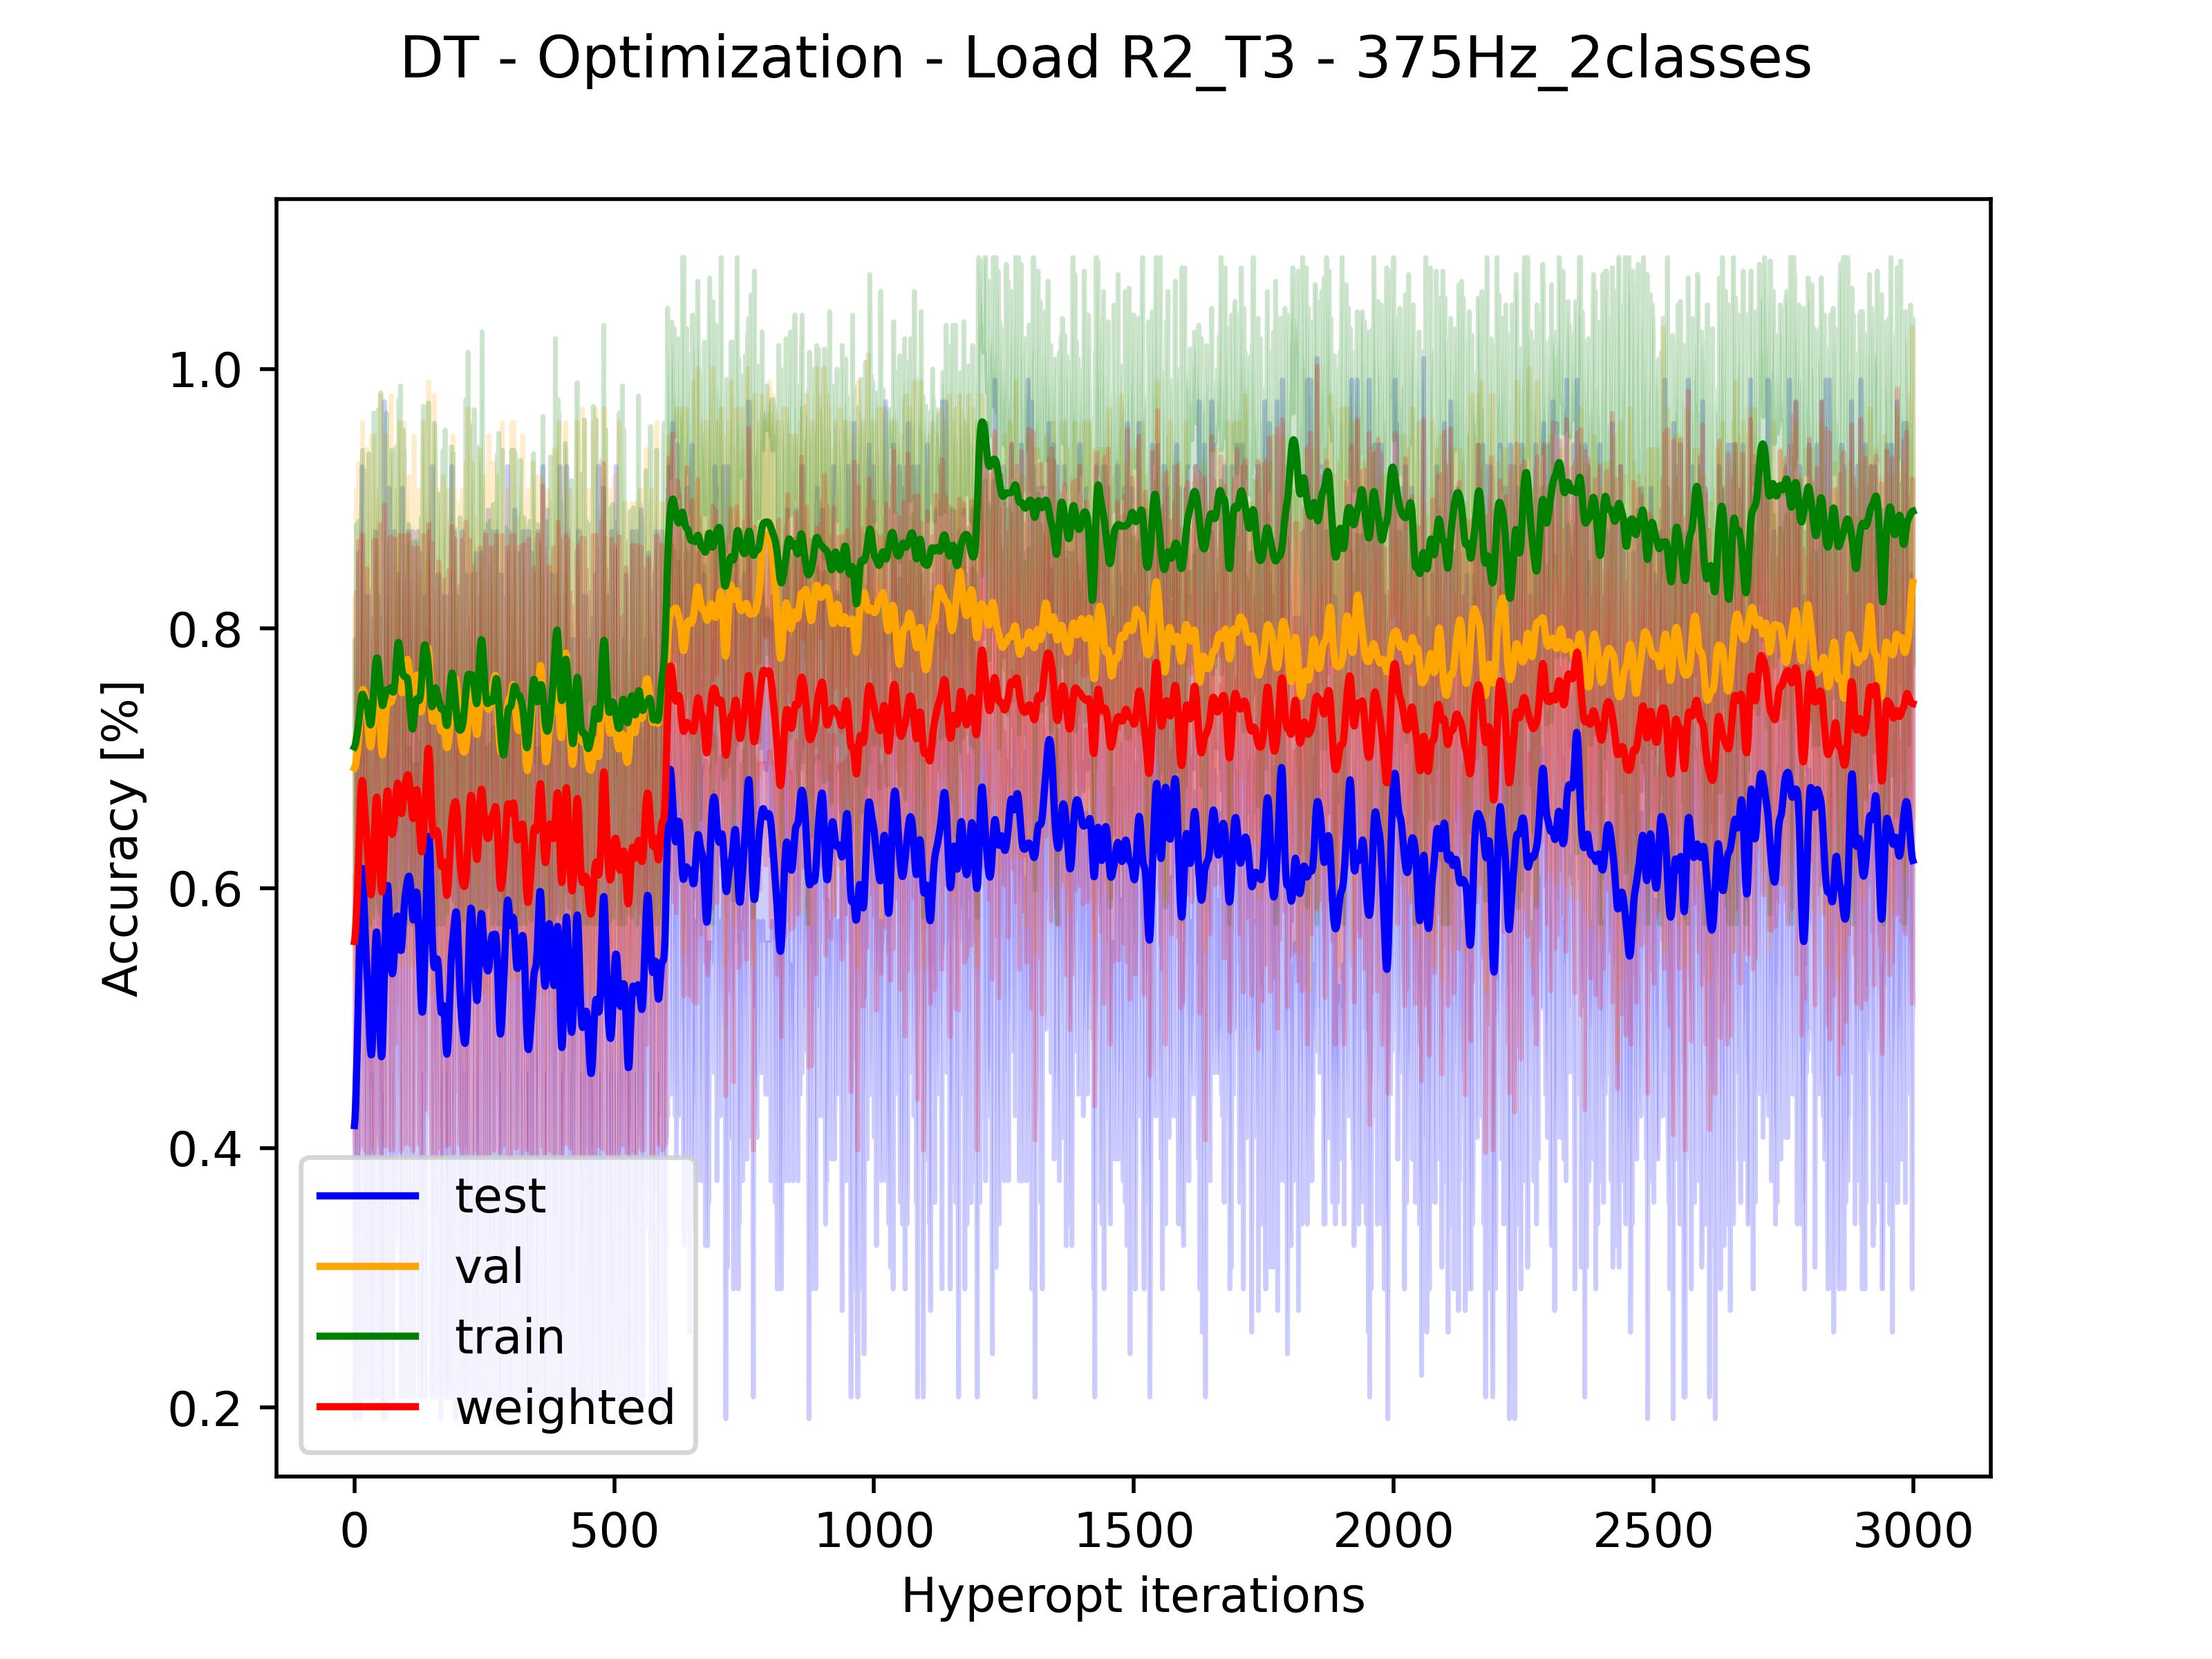 DT - Optimization - Load R2_T3 - 375Hz_2classes
Accuracy [%]
1.0
0.8
0.6
0.4
0.2
test
val
train
weighted
0 500 1000 1500 2000 2500 3000
Hyperopt iterations